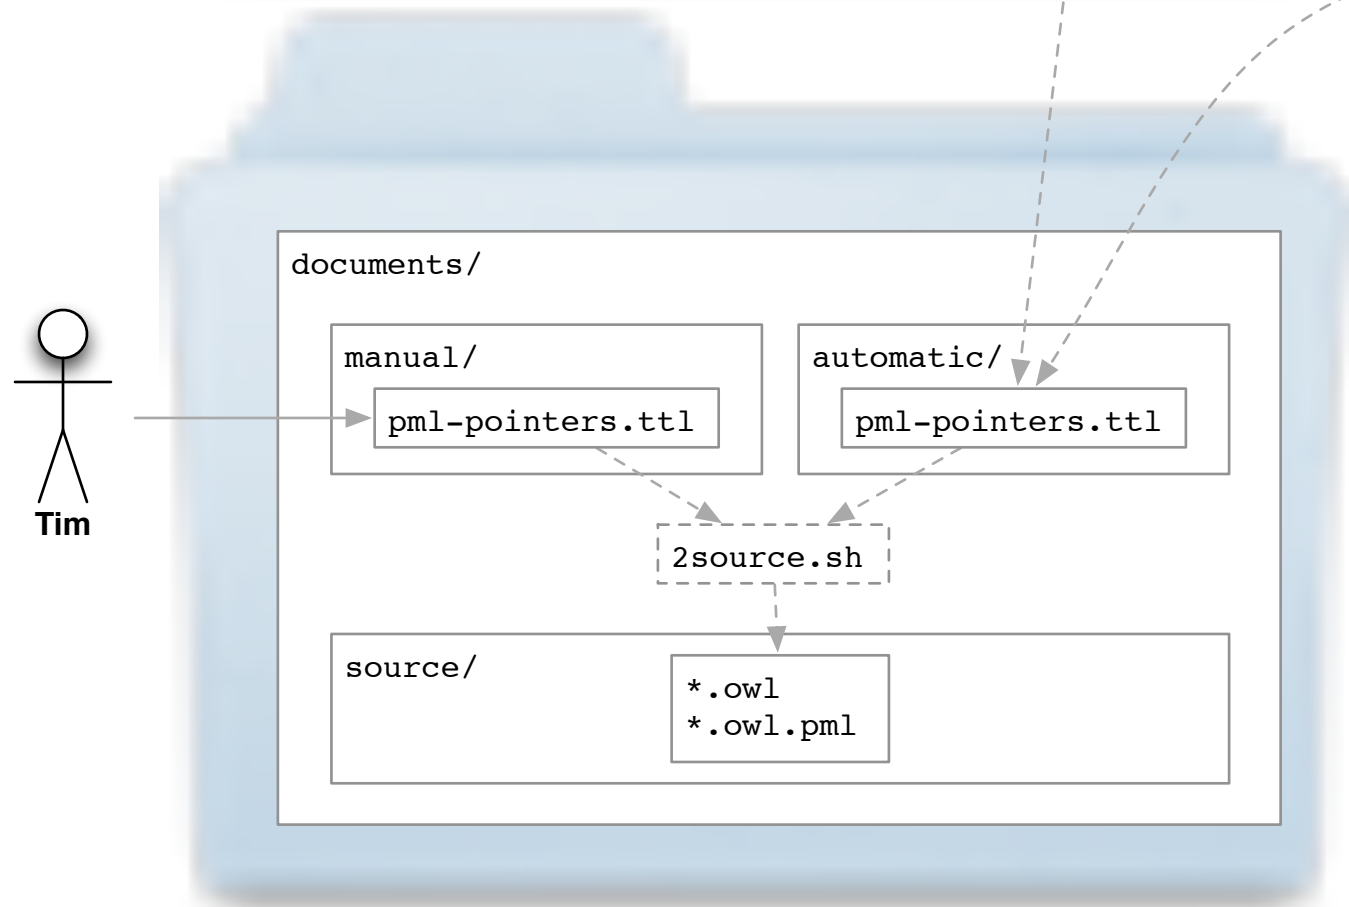 documents/
manual/
automatic/
pml-pointers.ttl
pml-pointers.ttl
Tim
2source.sh
source/
*.owl
*.owl.pml